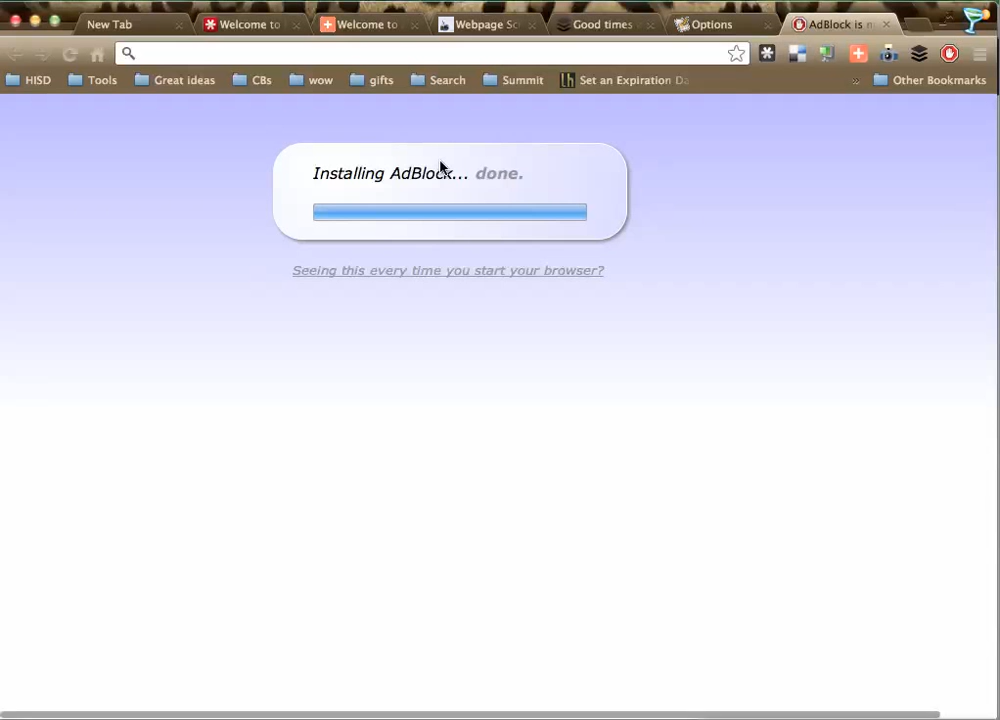 New Tab
Welcome to
Welcome to
Webpage Sc
Good times
Options
AdBlock is n
HISD
Tools
Great ideas
CBs
wow
gifts
Search
Summit
lh
Set an Expiration Da
»
Other Bookmarks
Installing AdBlock... done.
Seeing this every time you start your browser?